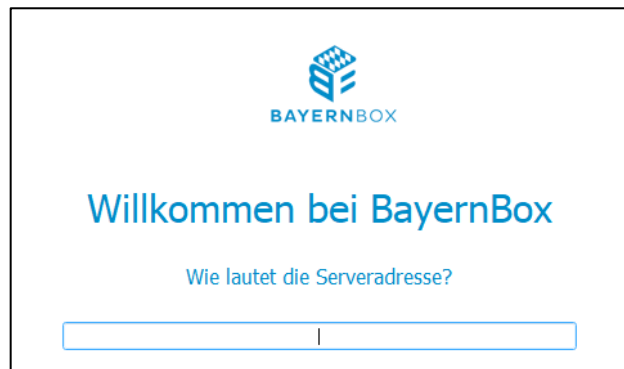 BAYERNBOX
Willkommen bei BayernBox
Wie lautet die Serveradresse?